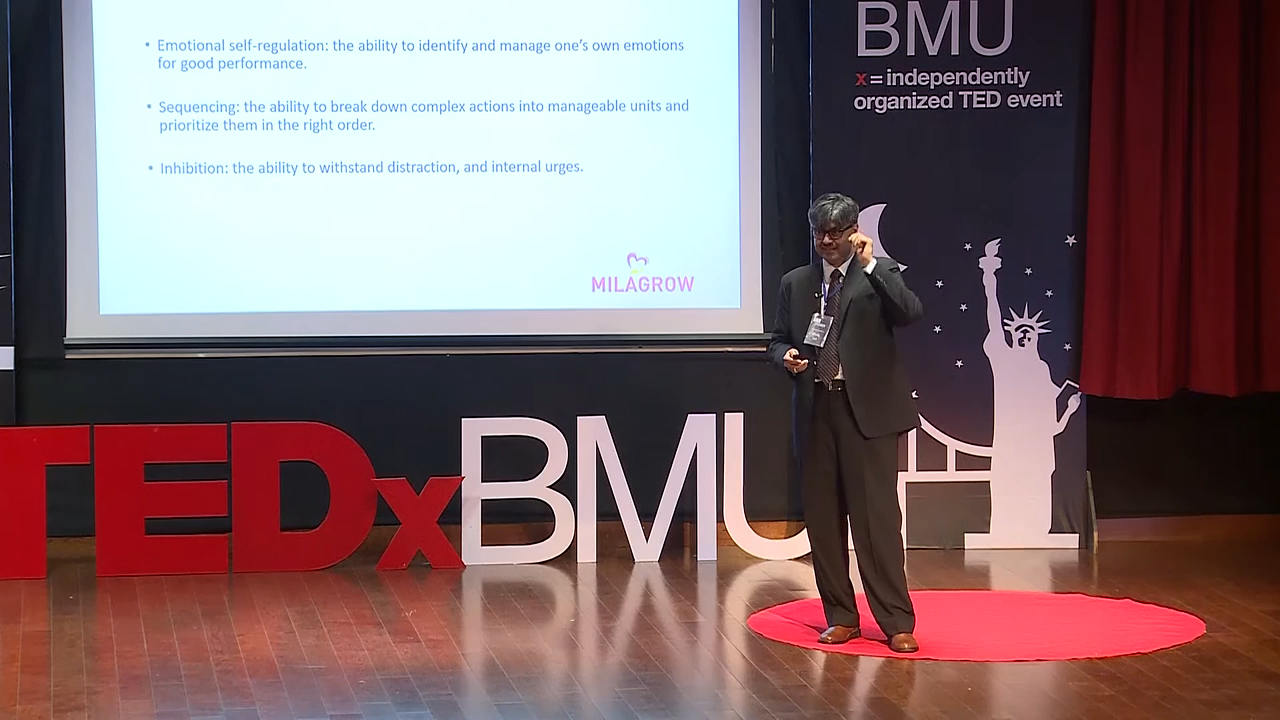 • Emotional self-regulation: the ability to identify and manage one’s own emotions
for good performance.
• Sequencing: the ability to break down complex actions into manageable units and
prioritize them in the right order.
• Inhibition: the ability to withstand distraction, and internal urges.
MILAGROW
BMU
x = independently
organized TED event
TEDxBMU